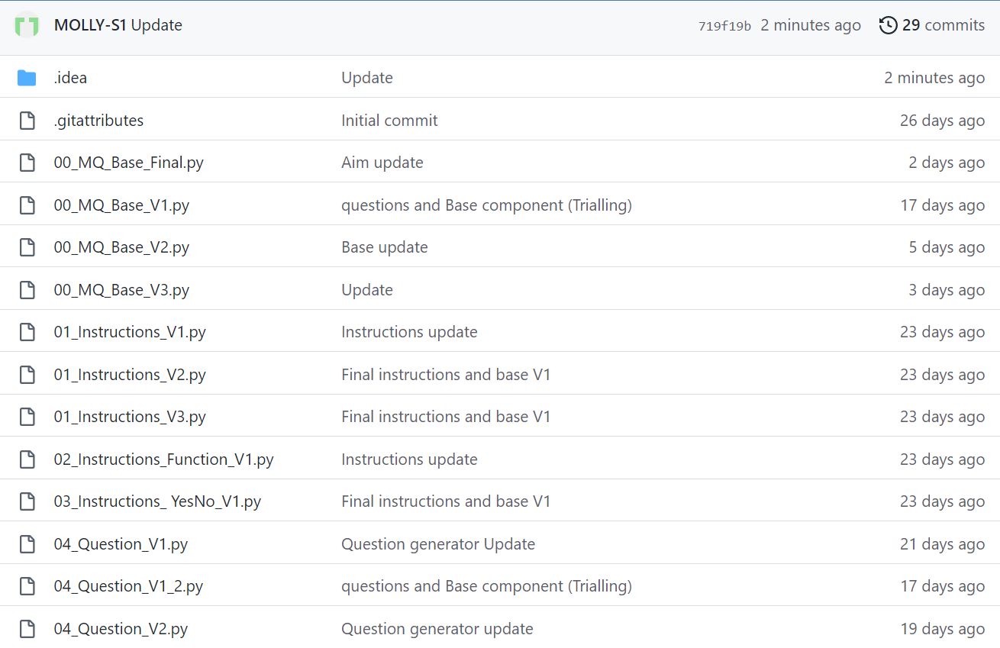 MOLLY-S1 Update 719f19b 2 minutes ago 29 commits
.idea Update 2 minutes ago
.gitattributes Initial commit 26 days ago
00_MQ_Base_Final.py Aim update 2 days ago
00_MQ_Base_V1.py questions and Base component (Trialling) 17 days ago
00_MQ_Base_V2.py Base update 5 days ago
00_MQ_Base_V3.py Update 3 days ago
01_Instructions_V1.py Instructions update 23 days ago
01_Instructions_V2.py Final instructions and base V1 23 days ago
01_Instructions_V3.py Final instructions and base V1 23 days ago
02_Instructions_Function_V1.py Instructions update 23 days ago
03_Instructions_ YesNo_V1.py Final instructions and base V1 23 days ago
04_Question_V1.py Question generator Update 21 days ago
04_Question_V1_2.py questions and Base component (Trialling) 17 days ago
04_Question_V2.py Question generator update 19 days ago